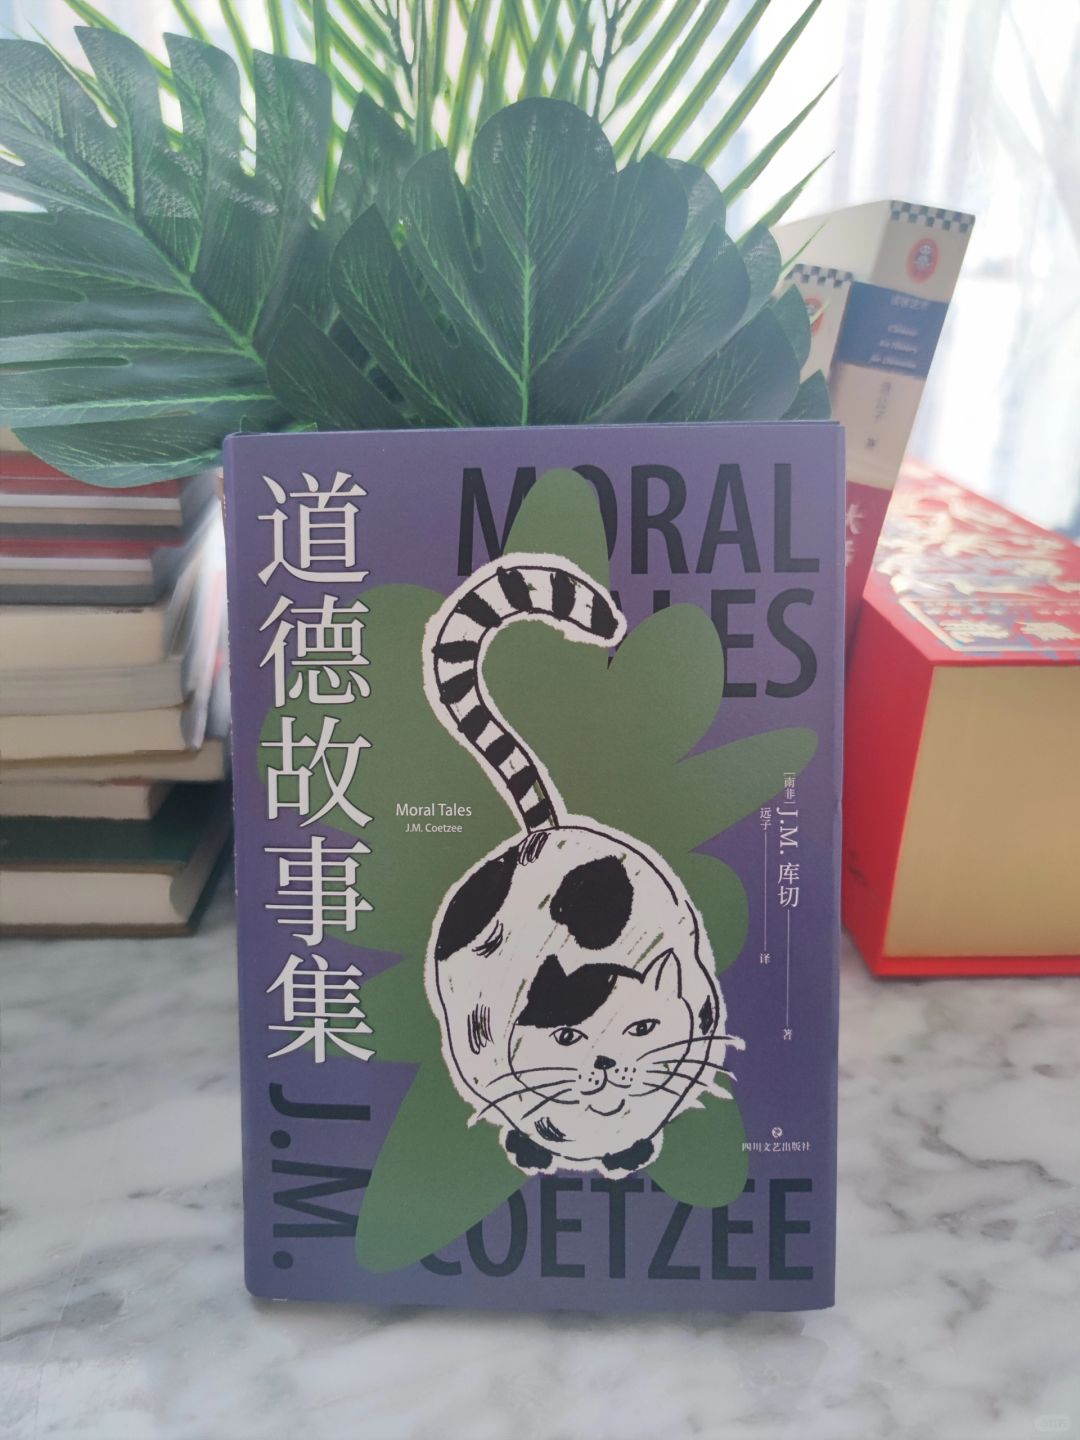 道德故事集
MORAL
TALES
Moral Tales
J.M. Coetzee
[南非] J.M. 库切 著
远子 译
四川文艺出版社
J.M.
COETZEE